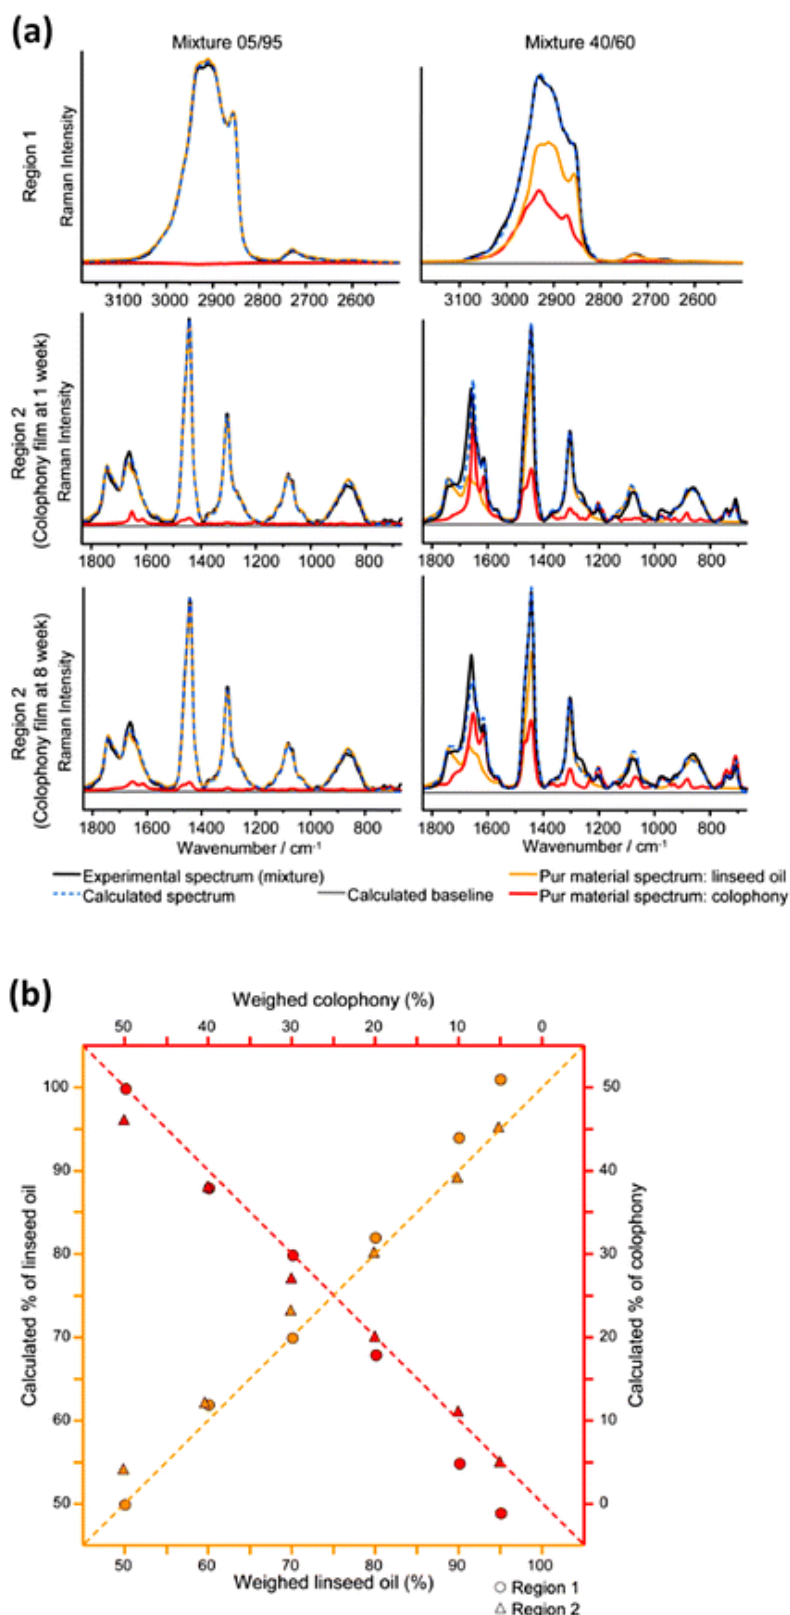 (a)
Mixture 05/95
Mixture 40/60
Region 1
Raman Intensity
3100 3000 2900 2800 2700 2600
3100 3000 2900 2800 2700 2600
Region 2
(Colophony film at 1 week)
Raman Intensity
1800 1600 1400 1200 1000 800
1800 1600 1400 1200 1000 800
Region 2
(Colophony film at 8 week)
Raman Intensity
1800 1600 1400 1200 1000 800
1800 1600 1400 1200 1000 800
Wavenumber / cm-1
Wavenumber / cm-1
Experimental spectrum (mixture)
Pur material spectrum: linseed oil
Calculated spectrum
Calculated baseline
Pur material spectrum: colophony
(b)
Weighed colophony (%)
50 40 30 20 10 0
Calculated % of linseed oil
100
90
80
70
60
50
50
40
30
20
10
0
Calculated % of colophony
50 60 70 80 90 100
Weighed linseed oil (%)
Region 1
Region 2